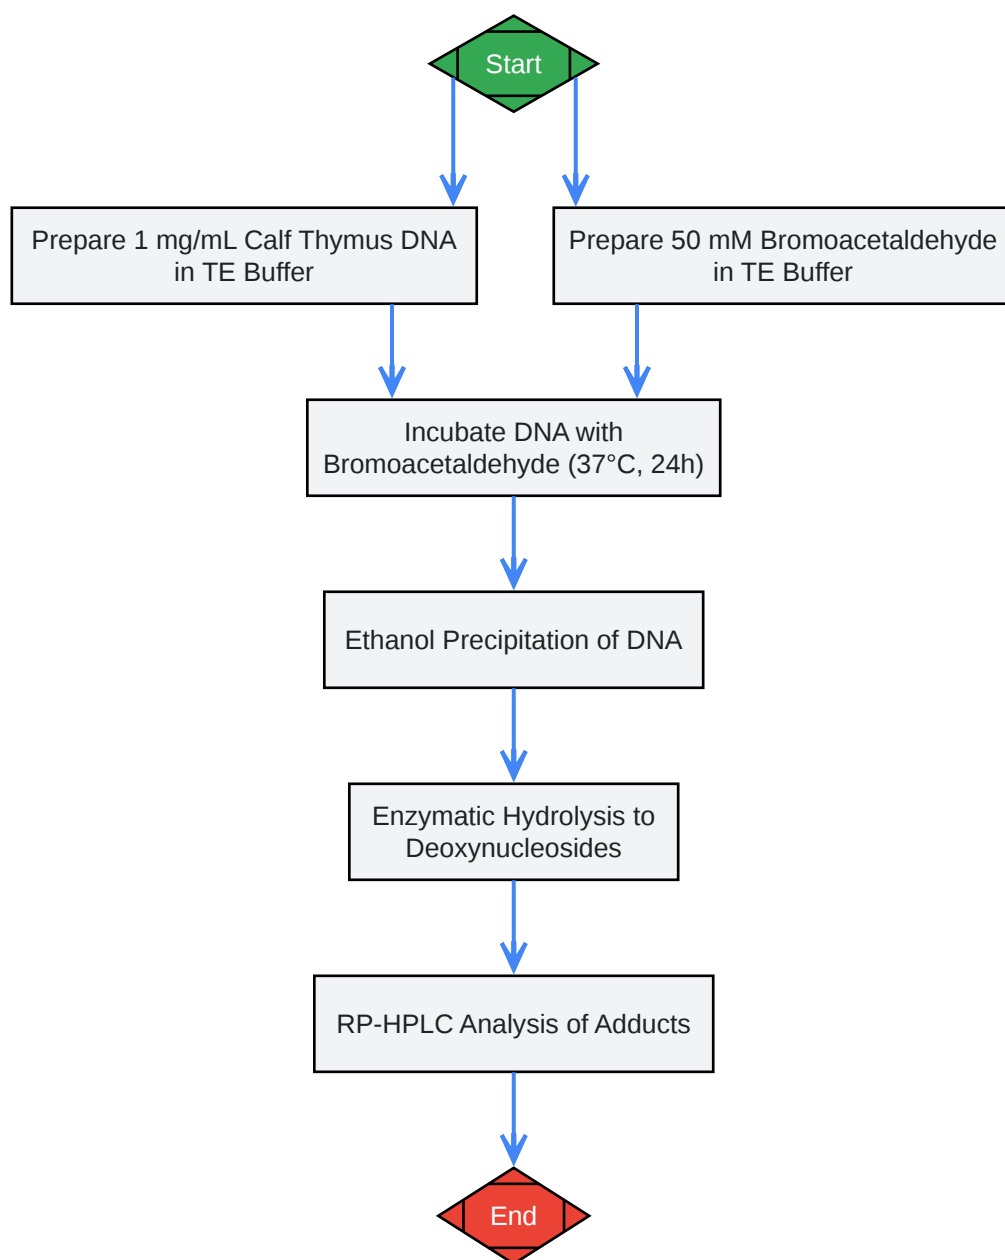 Start
Prepare 1 mg/mL Calf Thymus DNA
in TE Buffer
Prepare 50 mM Bromoacetaldehyde
in TE Buffer
Incubate DNA with
Bromoacetaldehyde (37°C, 24h)
Ethanol Precipitation of DNA
Enzymatic Hydrolysis to
Deoxynucleosides
RP-HPLC Analysis of Adducts
End